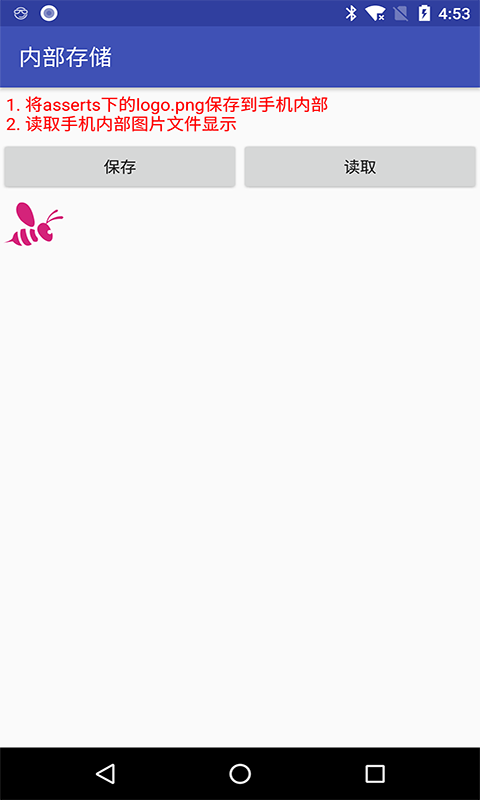 4:53
内部存储
1. 将asserts下的logo.png保存到手机内部
2. 读取手机内部图片文件显示
保存
读取